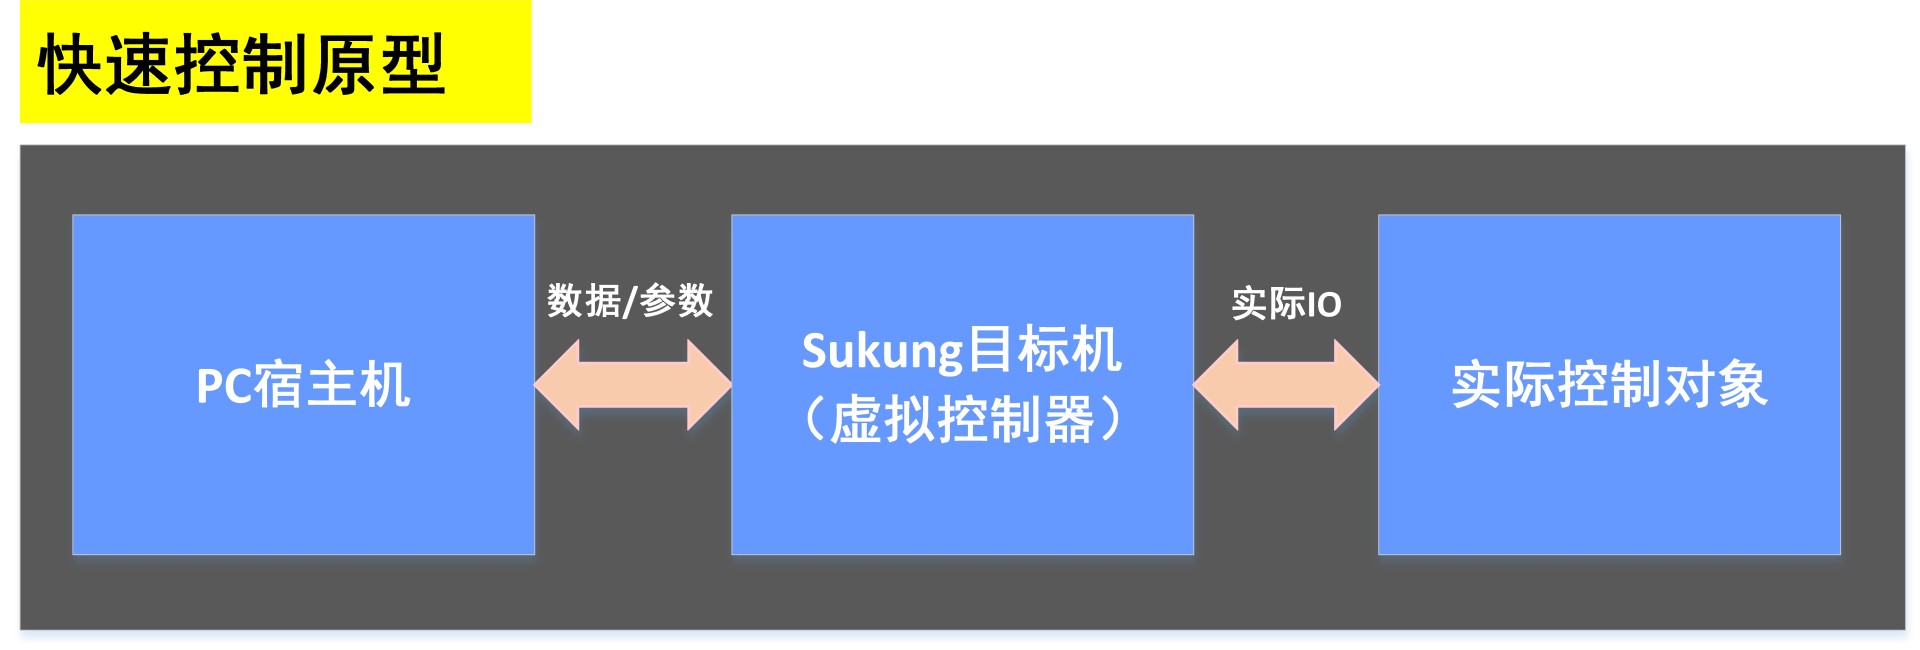 快速控制原型
数据/参数
实际IO
PC宿主机
Sukung目标机
（虚拟控制器）
实际控制对象